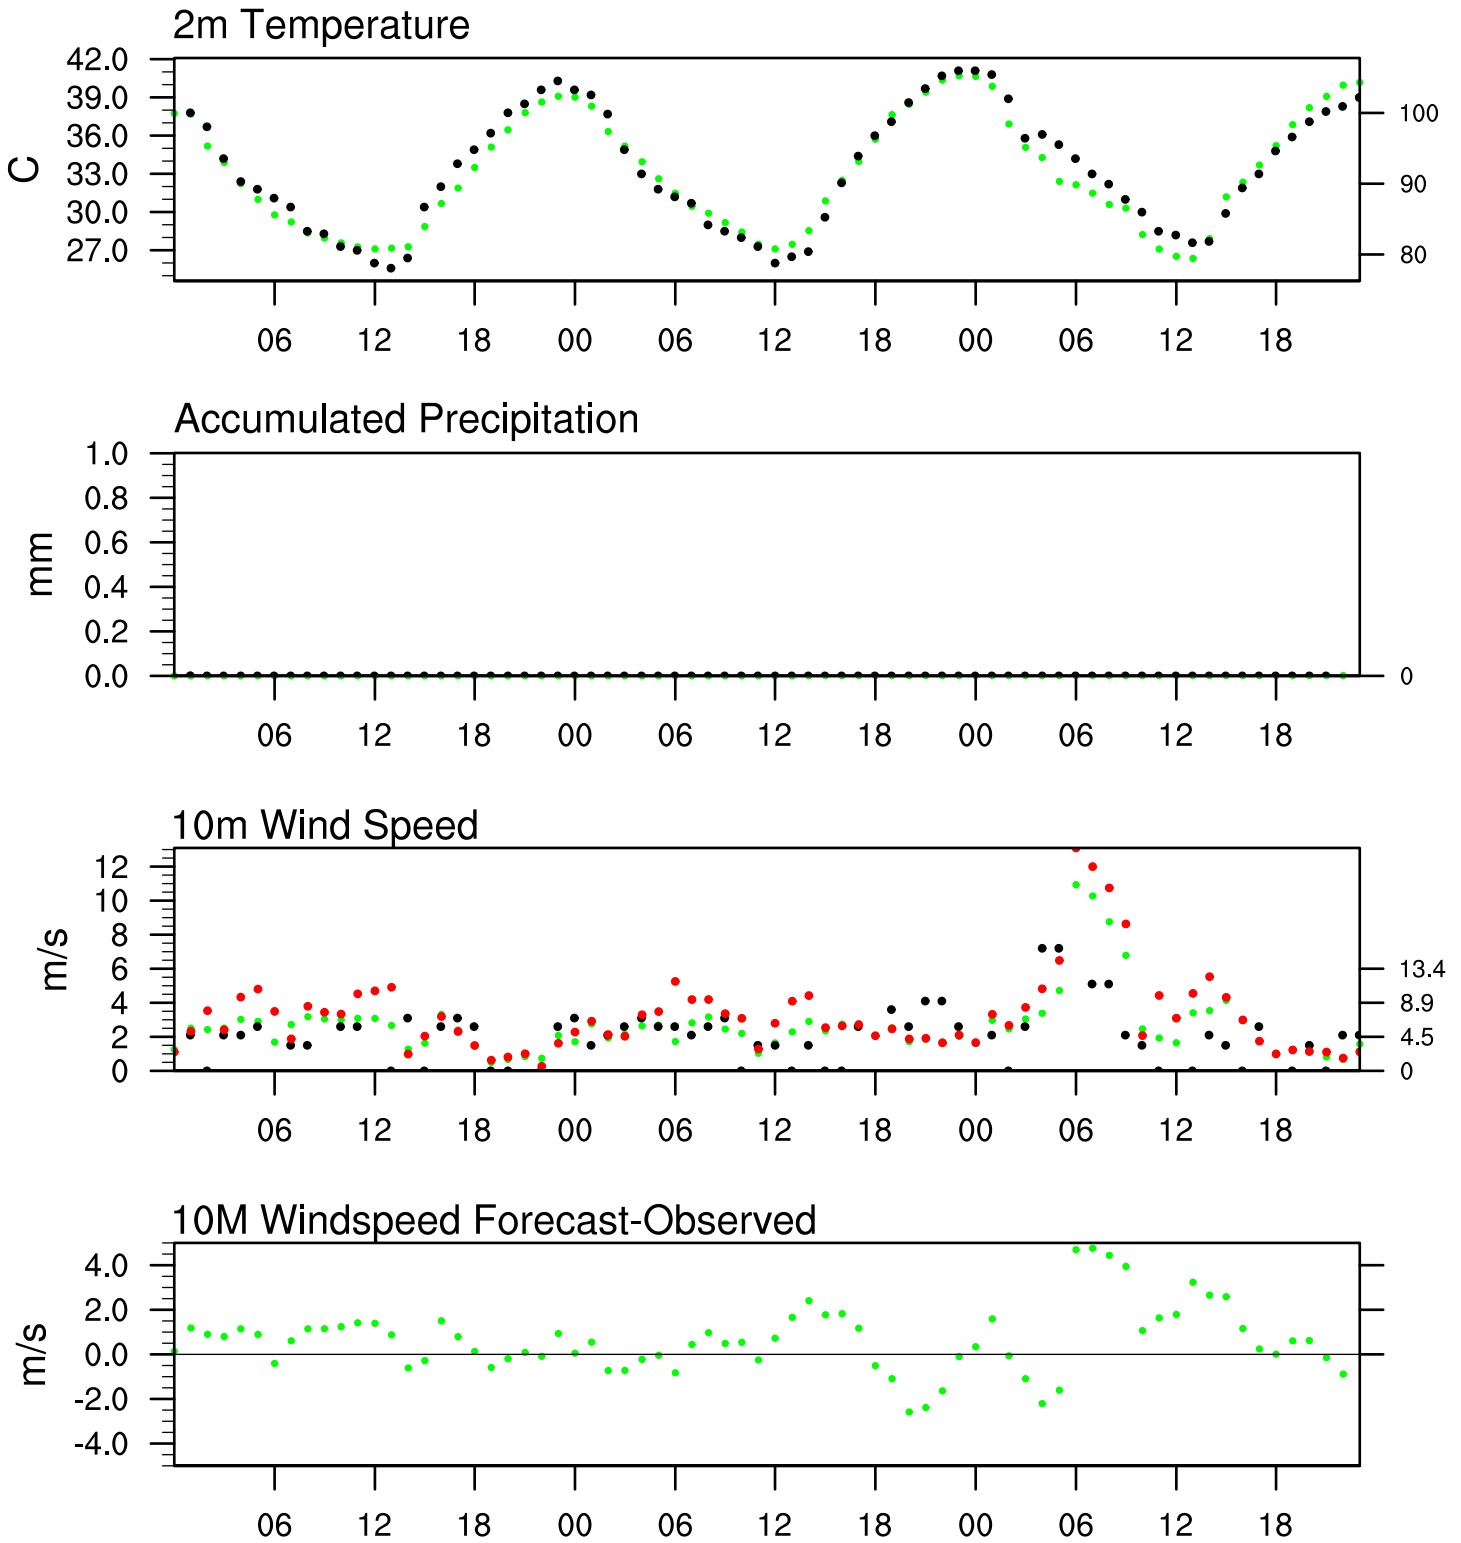 2m Temperature
42.0
39.0
36.0
33.0
30.0
27.0
C
100
90
80
06 12 18 00 06 12 18 00 06 12 18
Accumulated Precipitation
1.0
0.8
0.6
0.4
0.2
0.0
mm
0
06 12 18 00 06 12 18 00 06 12 18
10m Wind Speed
12
10
8
6
4
2
0
m/s
13.4
8.9
4.5
0
06 12 18 00 06 12 18 00 06 12 18
10M Windspeed Forecast-Observed
4.0
2.0
0.0
-2.0
-4.0
m/s
06 12 18 00 06 12 18 00 06 12 18